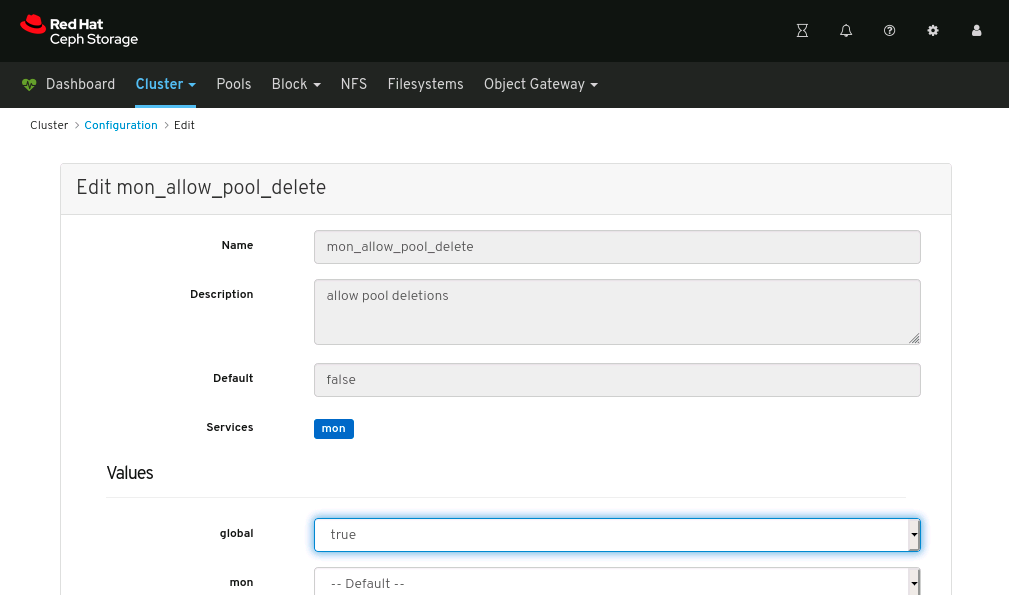 Red Hat
Ceph Storage
Dashboard Cluster Pools Block NFS Filesystems Object Gateway
Cluster > Configuration > Edit
Edit mon_allow_pool_delete
Name mon_allow_pool_delete
Description allow pool deletions
Default false
Services mon
Values
global true
mon -- Default --